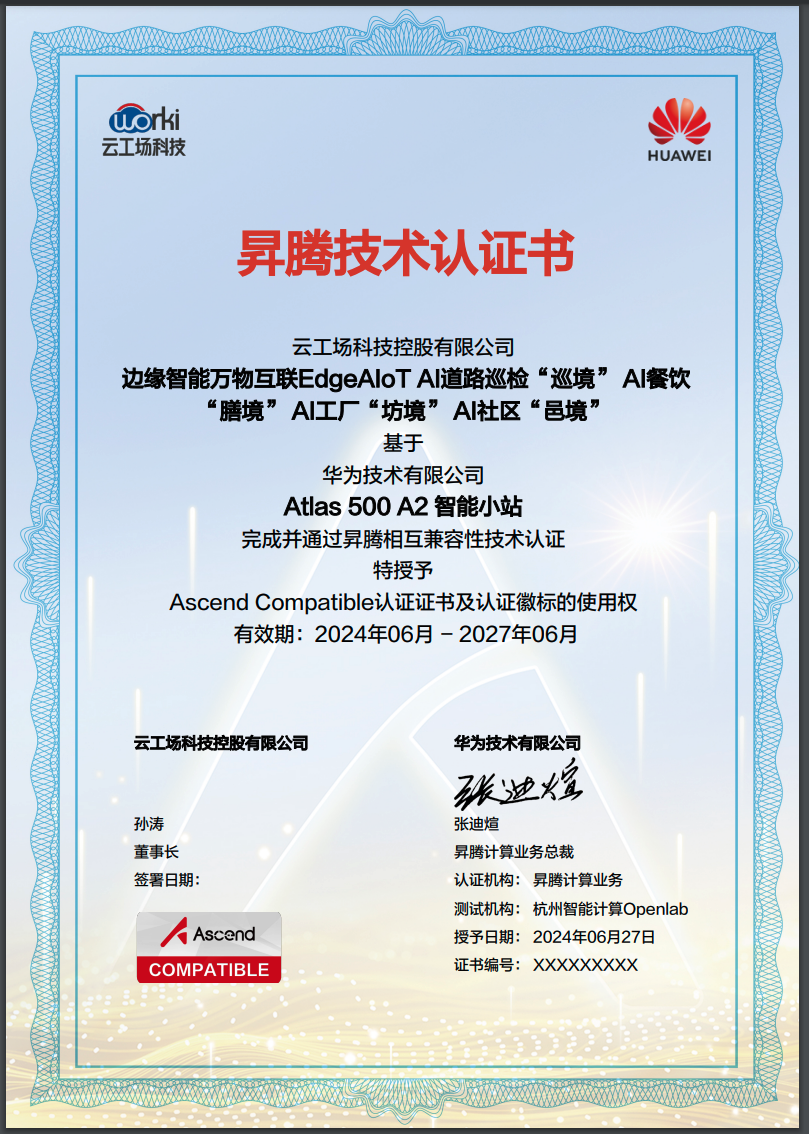 worki
云工场科技
HUAWEI
昇腾技术认证书
云工场科技控股有限公司
边缘智能万物互联EdgeAIoT AI道路巡检“巡境” AI餐饮
“膳境” AI工厂“坊境” AI社区“邑境”
基于
华为技术有限公司
Atlas 500 A2 智能小站
完成并通过昇腾相互兼容性技术认证
特授予
Ascend Compatible认证证书及认证徽标的使用权
有效期：2024年06月 – 2027年06月
云工场科技控股有限公司
孙涛
董事长
签署日期：
Ascend
COMPATIBLE
华为技术有限公司
张迪煊
张迪煊
昇腾计算业务总裁
认证机构： 昇腾计算业务
测试机构： 杭州智能计算Openlab
授予日期： 2024年06月27日
证书编号： XXXXXXXXX